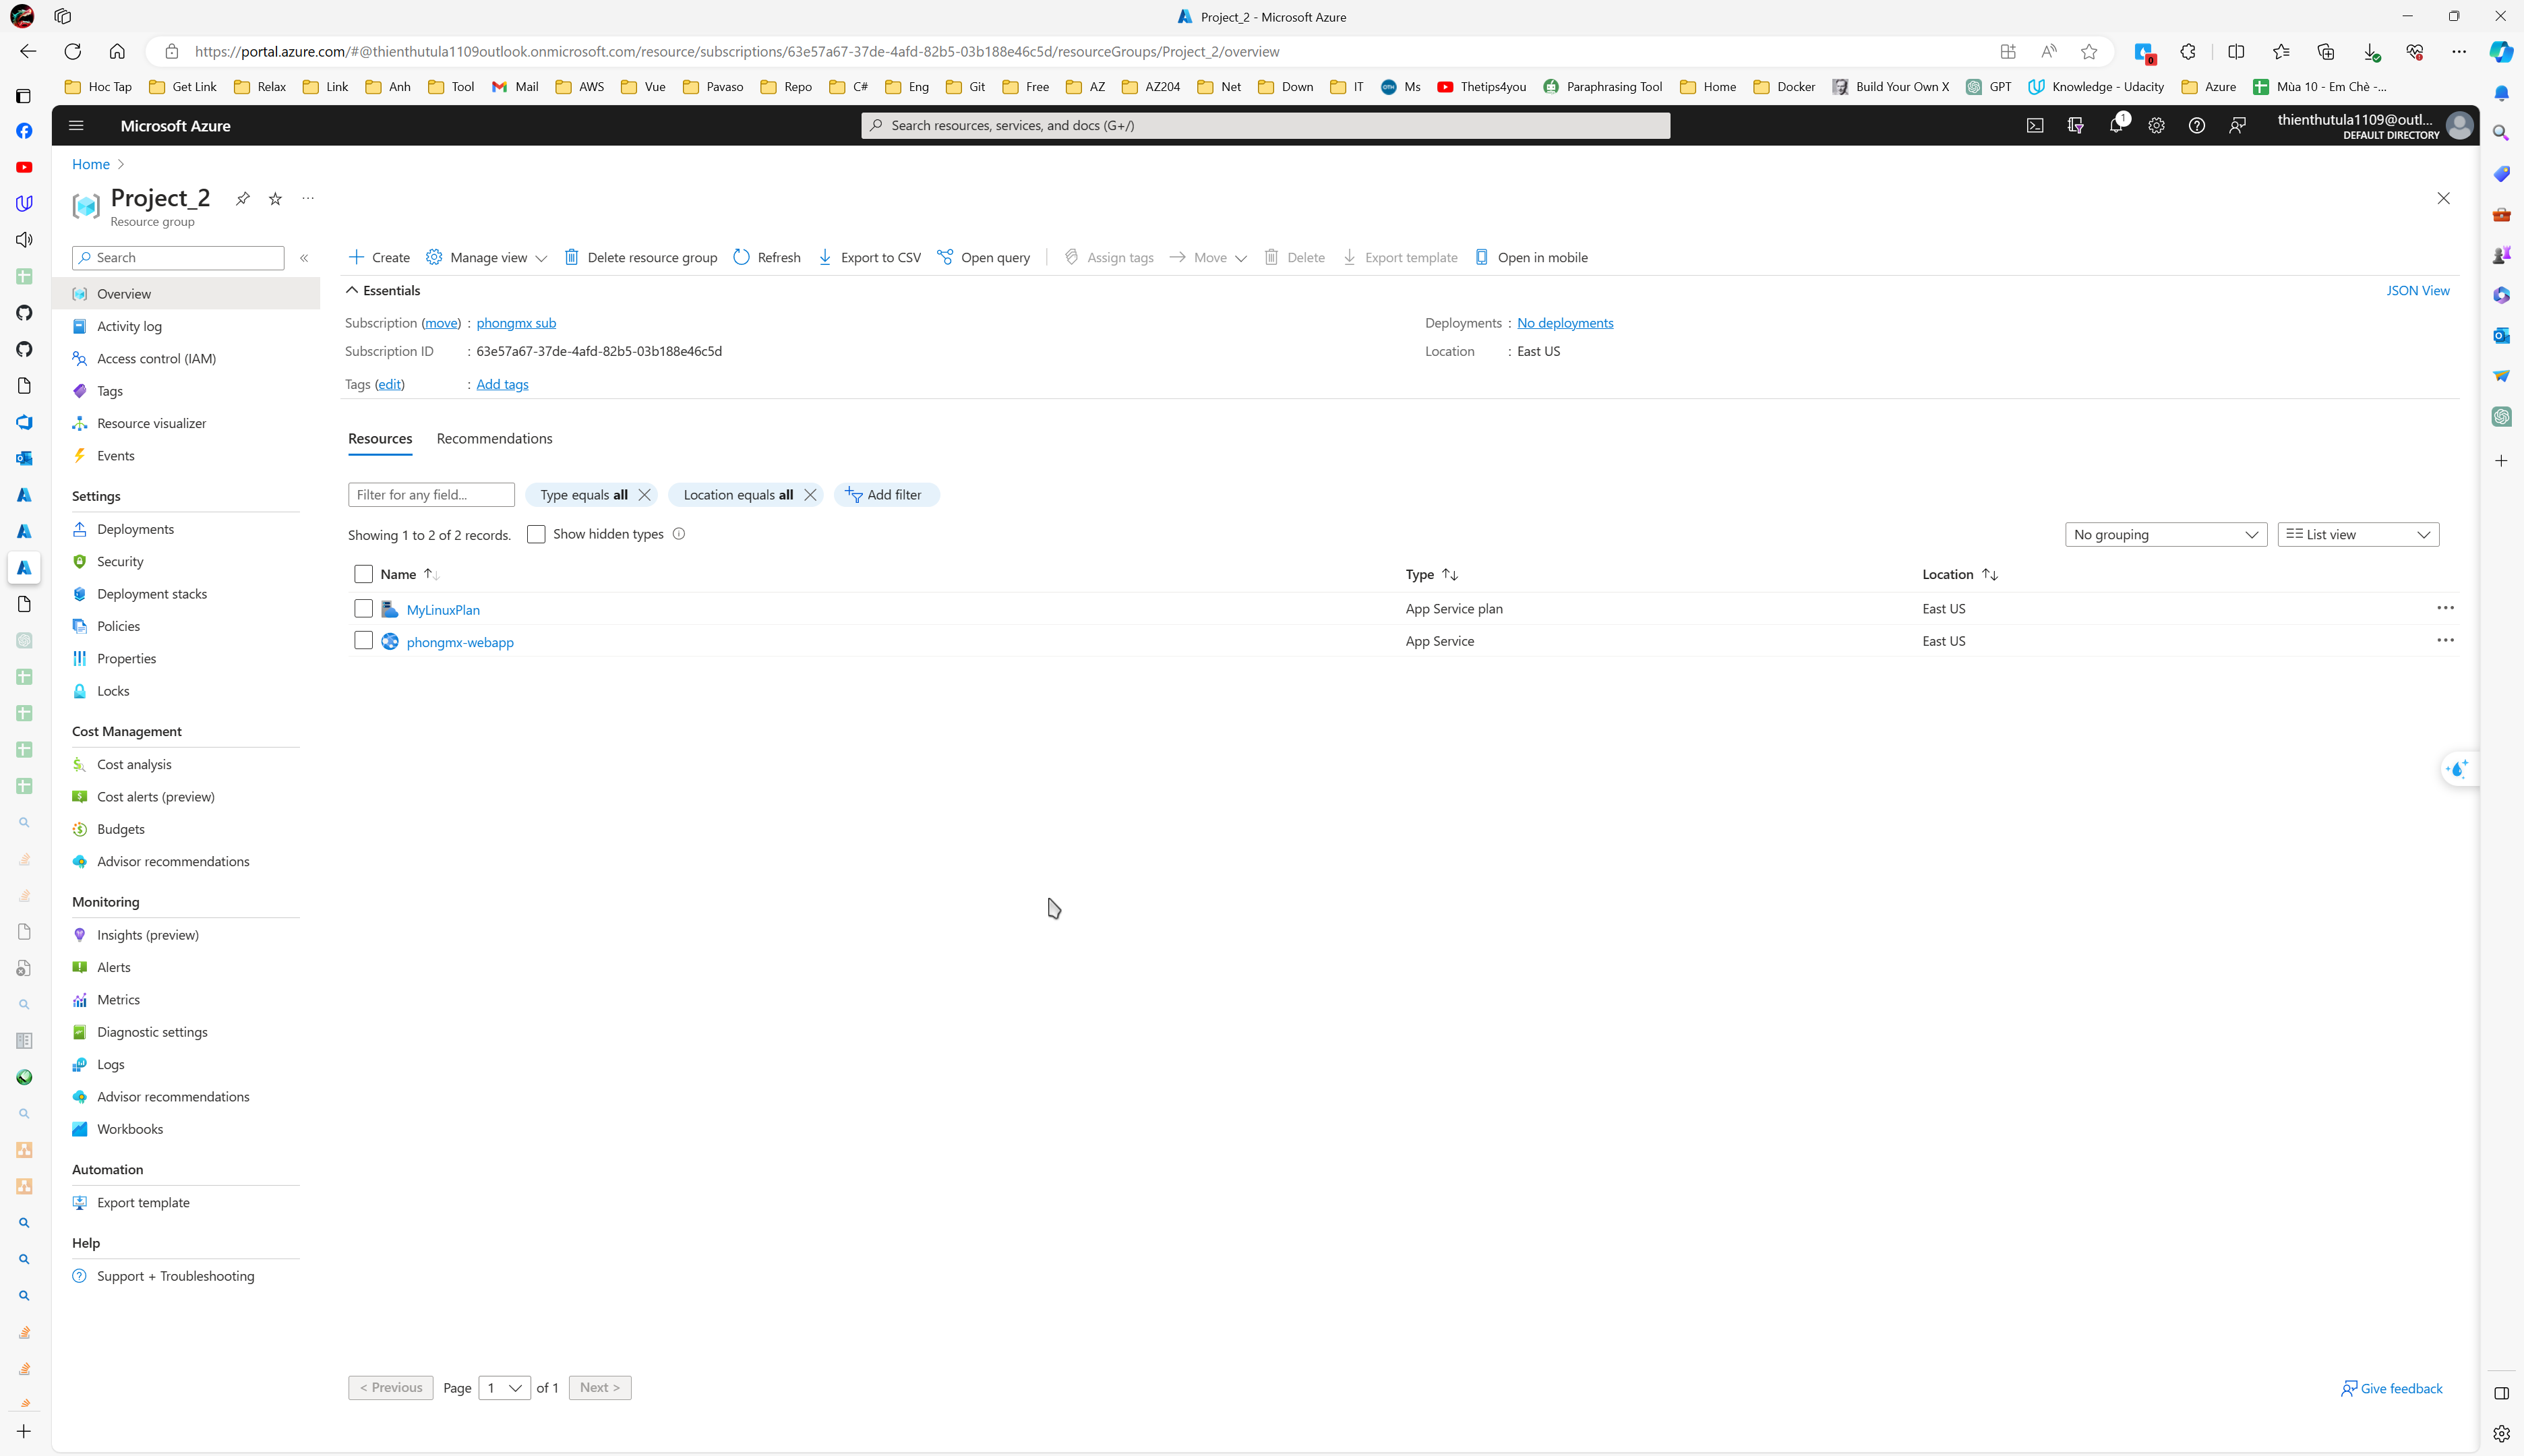 Project_2 - Microsoft Azure
https://portal.azure.com/#@thienthutula1109outlook.onmicrosoft.com/resource/subscriptions/63e57a67-37de-4afd-82b5-03b188e46c5d/resourceGroups/Project_2/overview
0
Hoc Tap Get Link Relax Link Anh Tool Mail AWS Vue Pavaso Repo C# Eng Git Free AZ AZ204 Net Down IT Ms Thetips4you Paraphrasing Tool Home Docker Build Your Own X GPT Knowledge - Udacity Azure Mùa 10 - Em Chè -...
Microsoft Azure
Search resources, services, and docs (G+/)
1
thienthutula1109@outl...
DEFAULT DIRECTORY
Home
Project_2
Resource group
Search
Create Manage view Delete resource group Refresh Export to CSV Open query Assign tags Move Delete Export template Open in mobile
Overview
Activity log
Access control (IAM)
Tags
Resource visualizer
Events
Settings
Deployments
Security
Deployment stacks
Policies
Properties
Locks
Cost Management
Cost analysis
Cost alerts (preview)
Budgets
Advisor recommendations
Monitoring
Insights (preview)
Alerts
Metrics
Diagnostic settings
Logs
Advisor recommendations
Workbooks
Automation
Export template
Help
Support + Troubleshooting
Essentials
JSON View
Subscription (move) : phongmx sub
Subscription ID : 63e57a67-37de-4afd-82b5-03b188e46c5d
Tags (edit) : Add tags
Deployments : No deployments
Location : East US
Resources Recommendations
Filter for any field... Type equals all Location equals all Add filter
Showing 1 to 2 of 2 records. Show hidden types
No grouping List view
Name Type Location
MyLinuxPlan App Service plan East US
phongmx-webapp App Service East US
< Previous Page 1 of 1 Next >
Give feedback